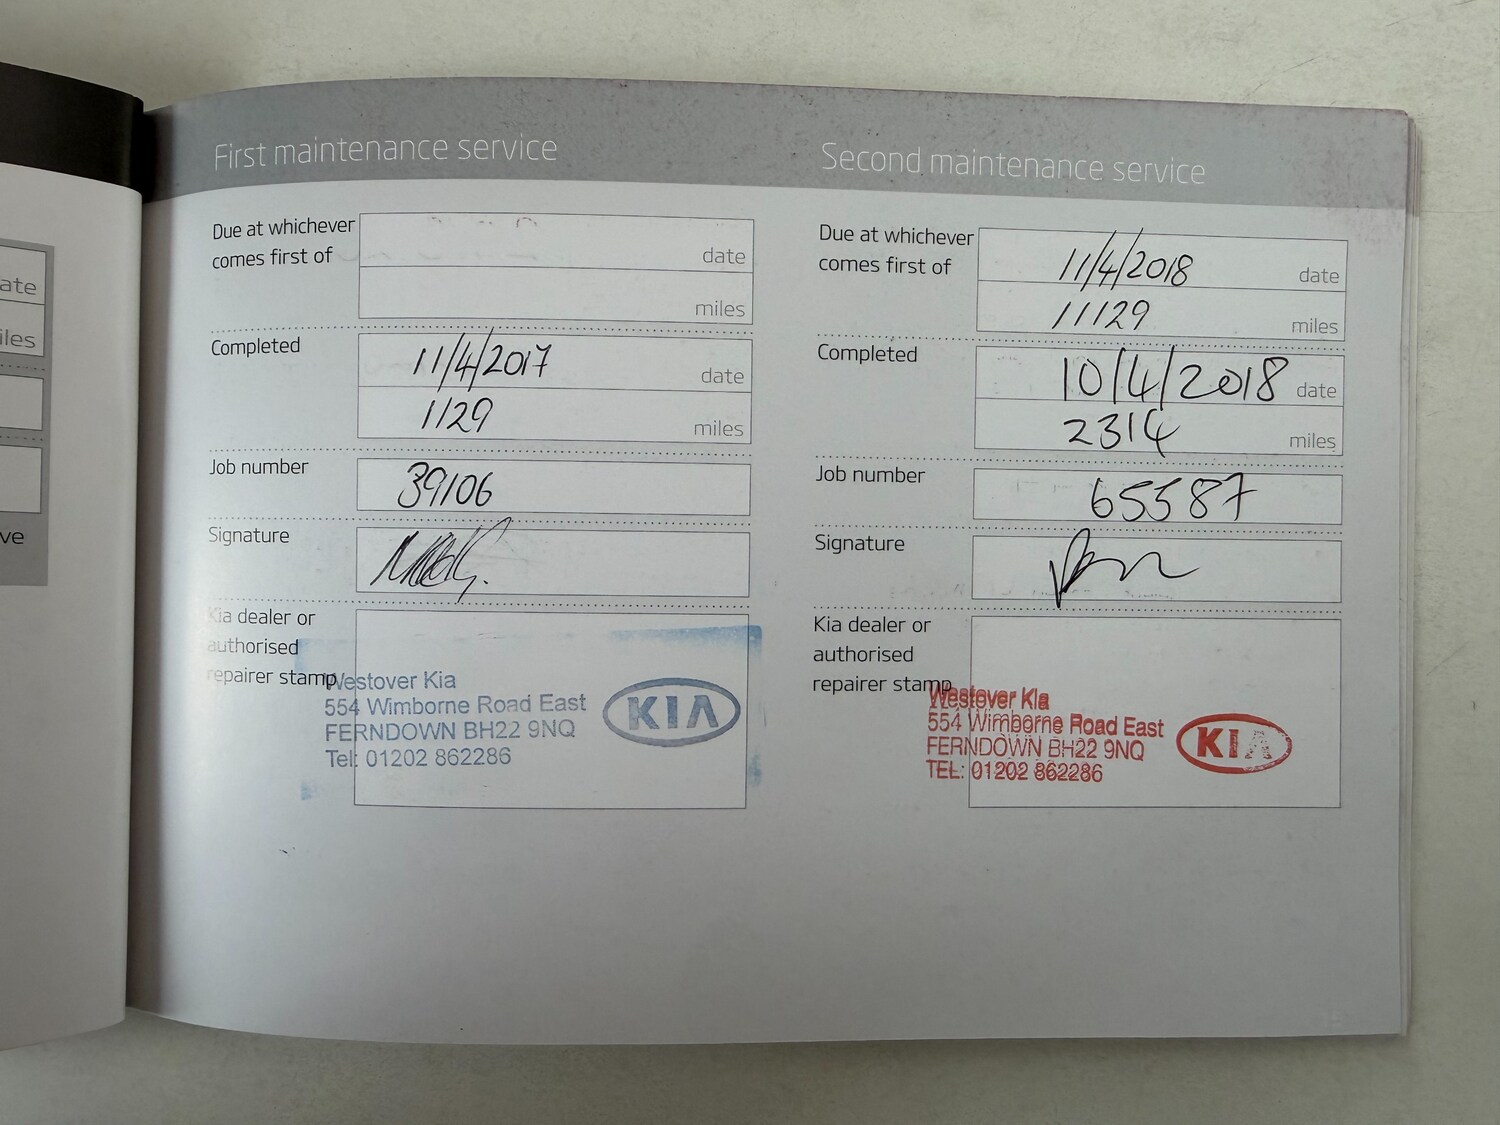 ate
iles
ve
First maintenance service
Due at whichever
comes first of
date
miles
Completed
11/4/2017 date
1129 miles
Job number
39106
Signature
Kia dealer or
authorised
repairer stamp
Westover Kia
554 Wimborne Road East
FERNDOWN BH22 9NQ
Tel: 01202 862286
KIA
Second maintenance service
Due at whichever
comes first of
11/4/2018 date
11129 miles
Completed
10/4/2018 date
2314 miles
Job number
65587
Signature
Kia dealer or
authorised
repairer stamp
Westover Kia
554 Wimborne Road East
FERNDOWN BH22 9NQ
TEL: 01202 862286
KIA